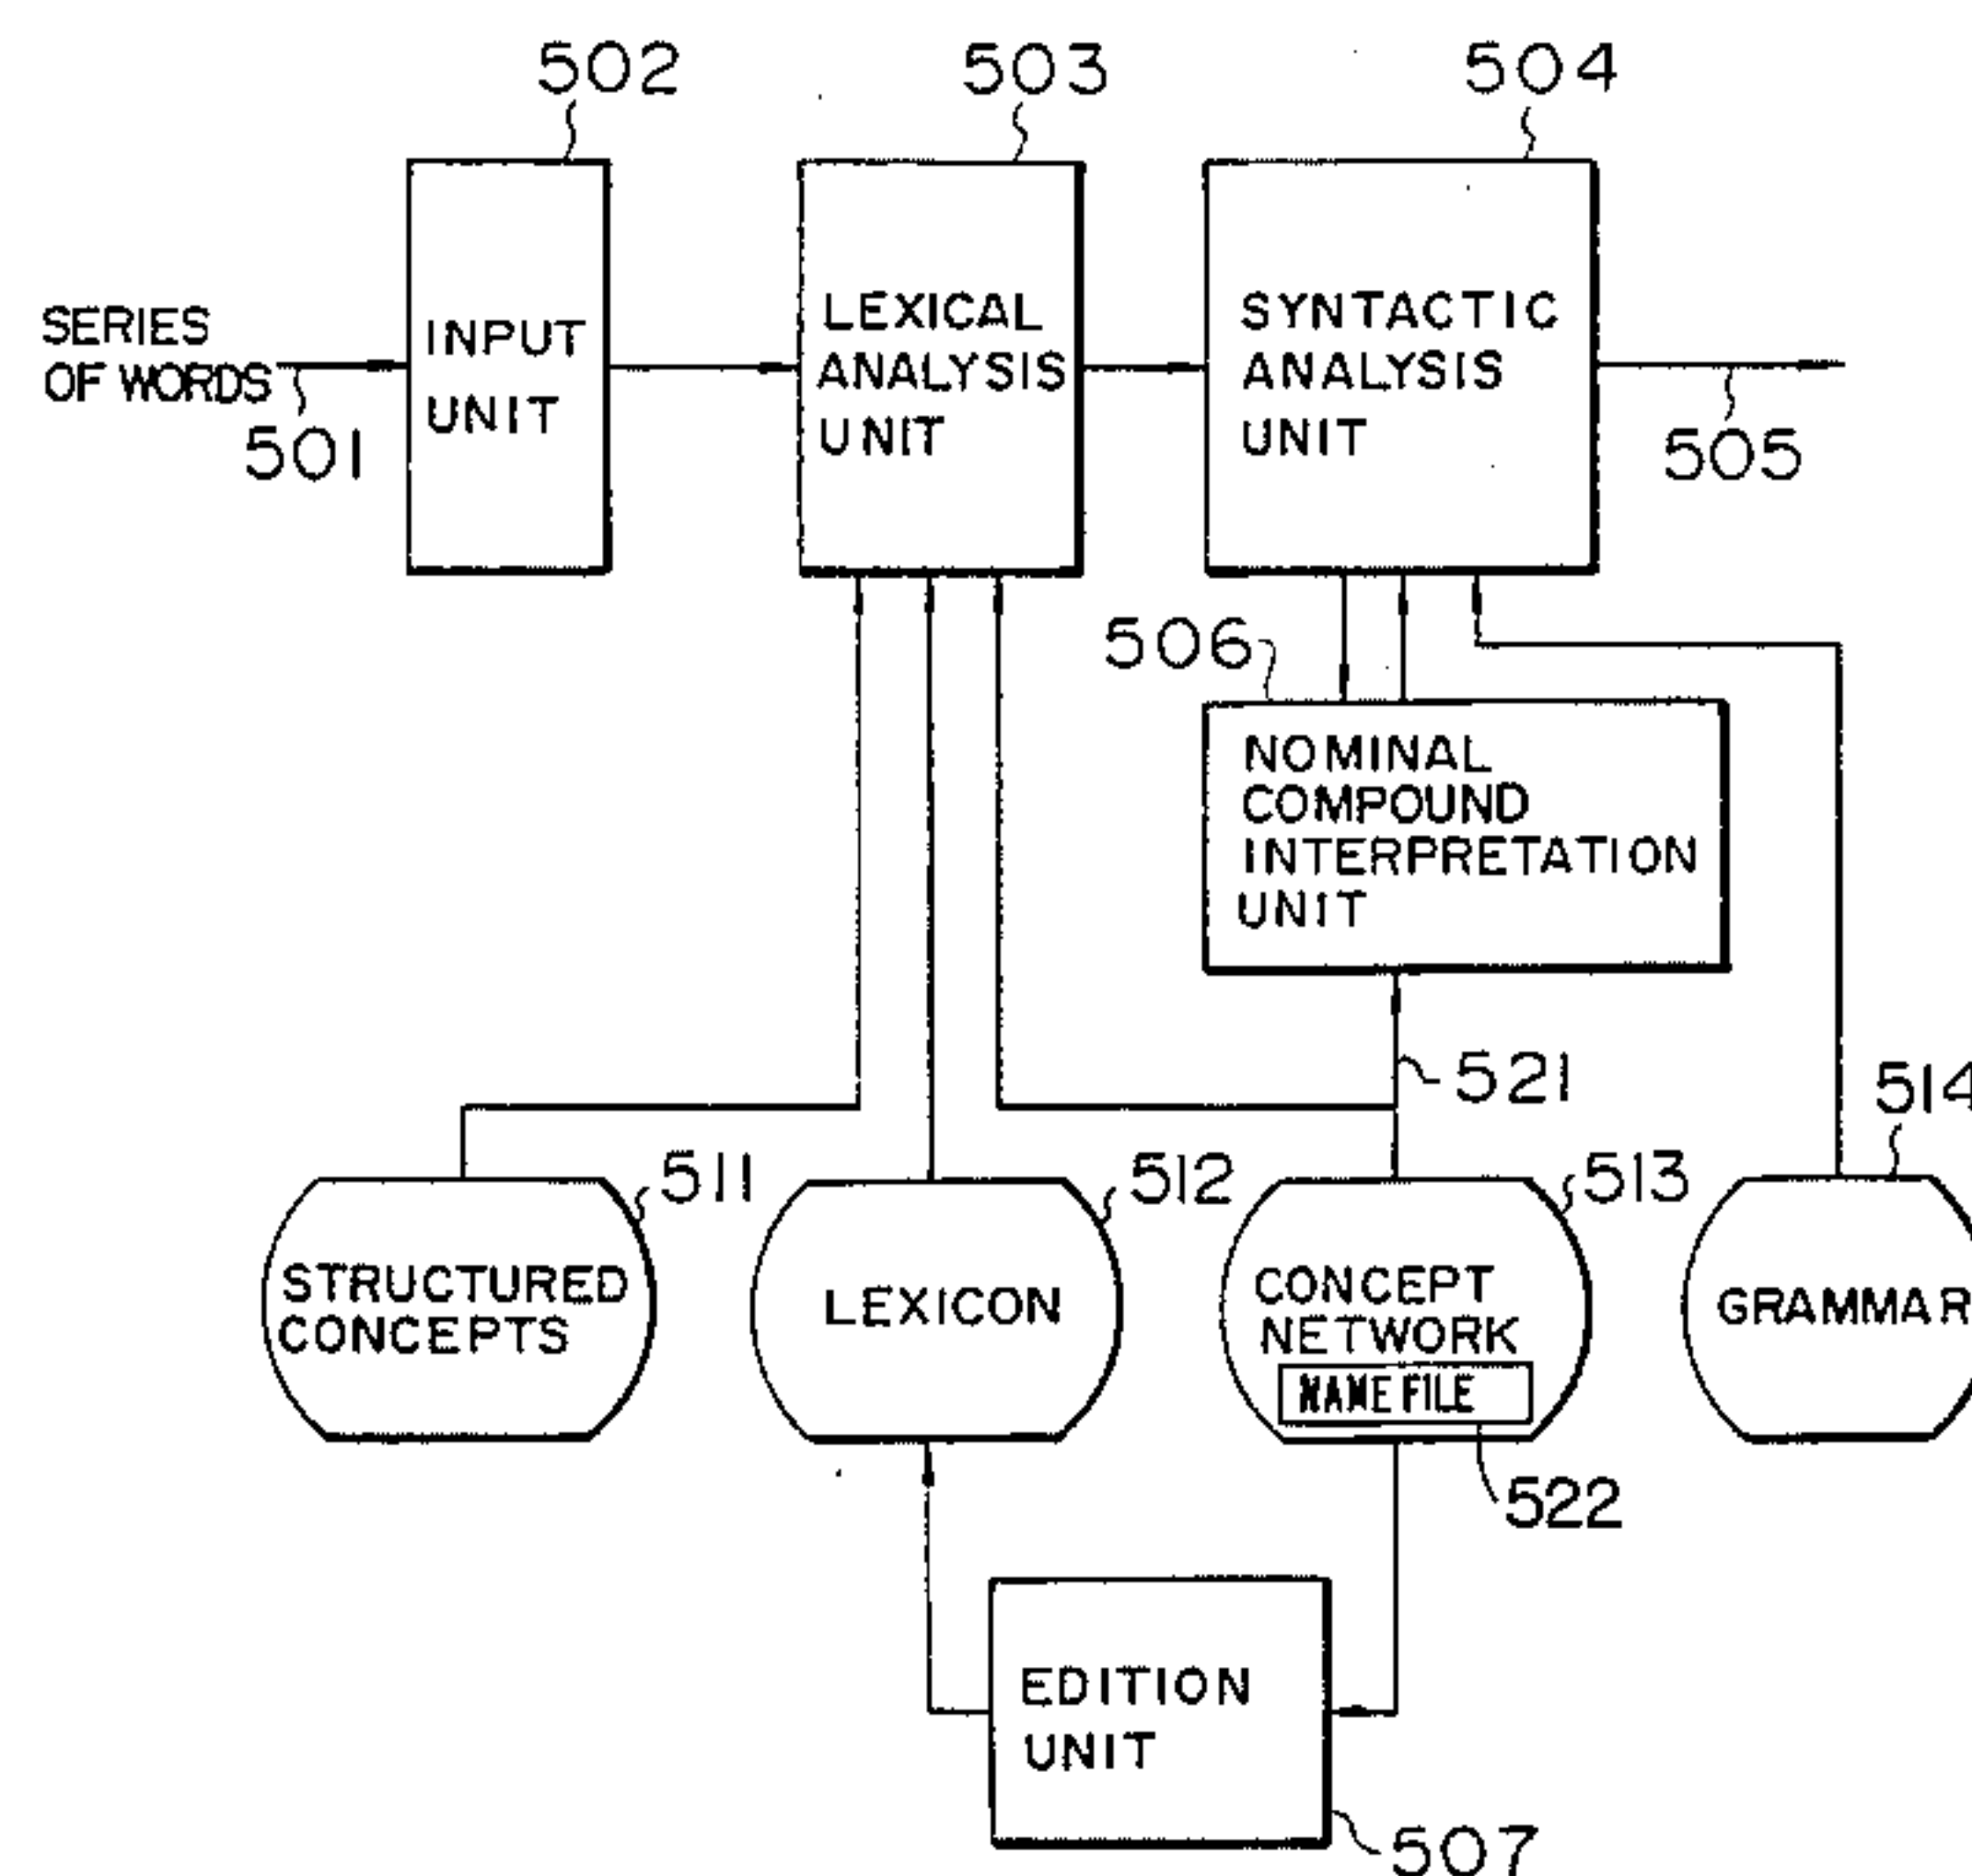 502
503
504
SERIES
OF WORDS
501
INPUT
UNIT
LEXICAL
ANALYSIS
UNIT
SYNTACTIC
ANALYSIS
UNIT
505
506
NOMINAL
COMPOUND
INTERPRETATION
UNIT
521
514
511
512
513
STRUCTURED
CONCEPTS
LEXICON
CONCEPT
NETWORK
NAME FILE
GRAMMAR
522
EDITION
UNIT
507